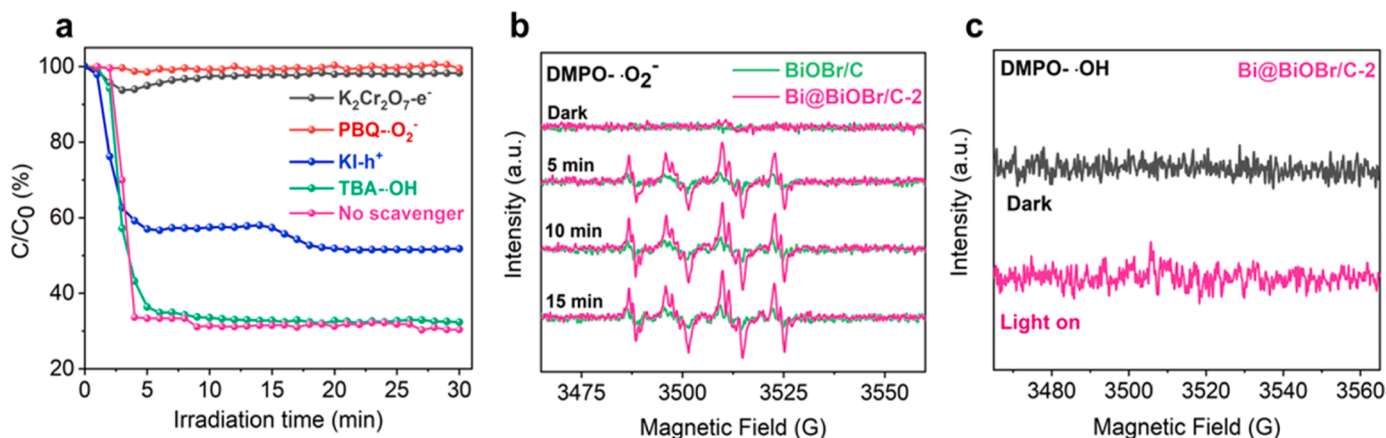 a
100
80
60
40
20
C/C₀ (%)
K₂Cr₂O₇-e⁻
PBQ-·O₂⁻
KI-h⁺
TBA-·OH
No scavenger
0 5 10 15 20 25 30
Irradiation time (min)
b
DMPO- ·O₂⁻
BiOBr/C
Bi@BiOBr/C-2
Dark
5 min
10 min
15 min
Intensity (a.u.)
3475 3500 3525 3550
Magnetic Field (G)
c
DMPO- ·OH
Bi@BiOBr/C-2
Dark
Light on
Intensity (a.u.)
3480 3500 3520 3540 3560
Magnetic Field (G)